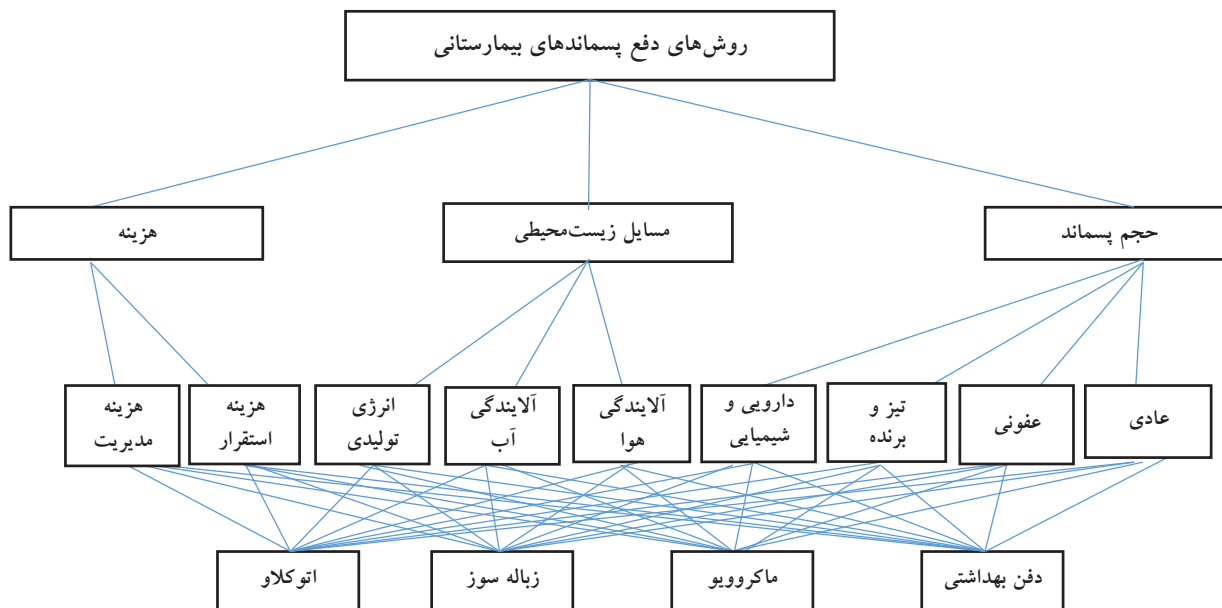 روش‌های دفع پسماندهای بیمارستانی
حجم پسماند
مسایل زیست‌محیطی
هزینه
عادی
عفونی
تیز و
برنده
دارویی و
شیمیایی
آلایندگی
هوا
آلایندگی
آب
انرژی
تولیدی
هزینه
استقرار
هزینه
مدیریت
دفن بهداشتی
ماکروویو
زباله سوز
اتوکلاو